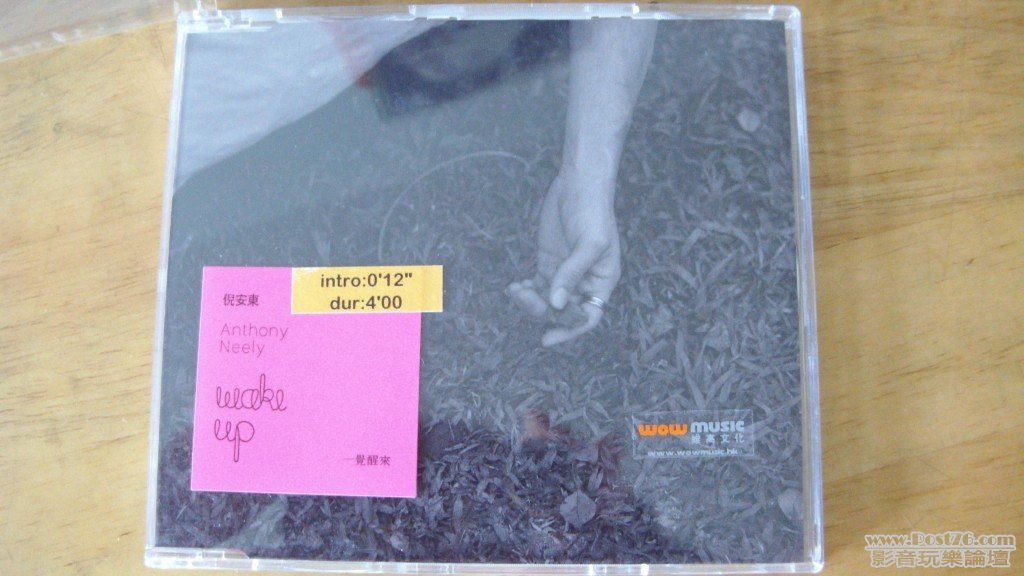 intro:0'12"
dur:4'00
倪安東
Anthony
Neely
wake
up
一覺醒來
wow music
維高文化
www.wowmusic.hk
www.Post76.com
影音玩樂論壇